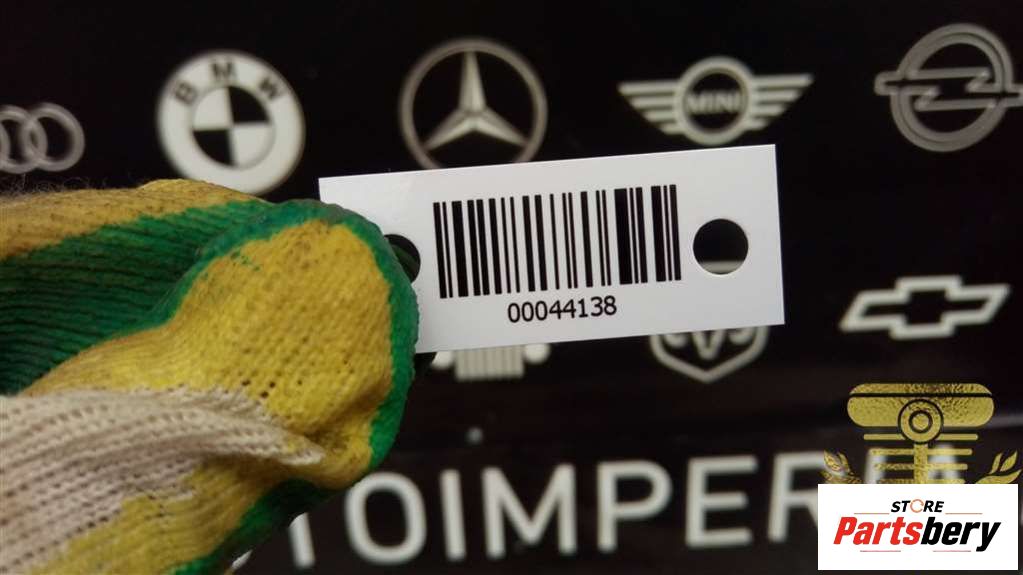 BMW
MINI
00044138
TOIMPER
STORE
Partsbery